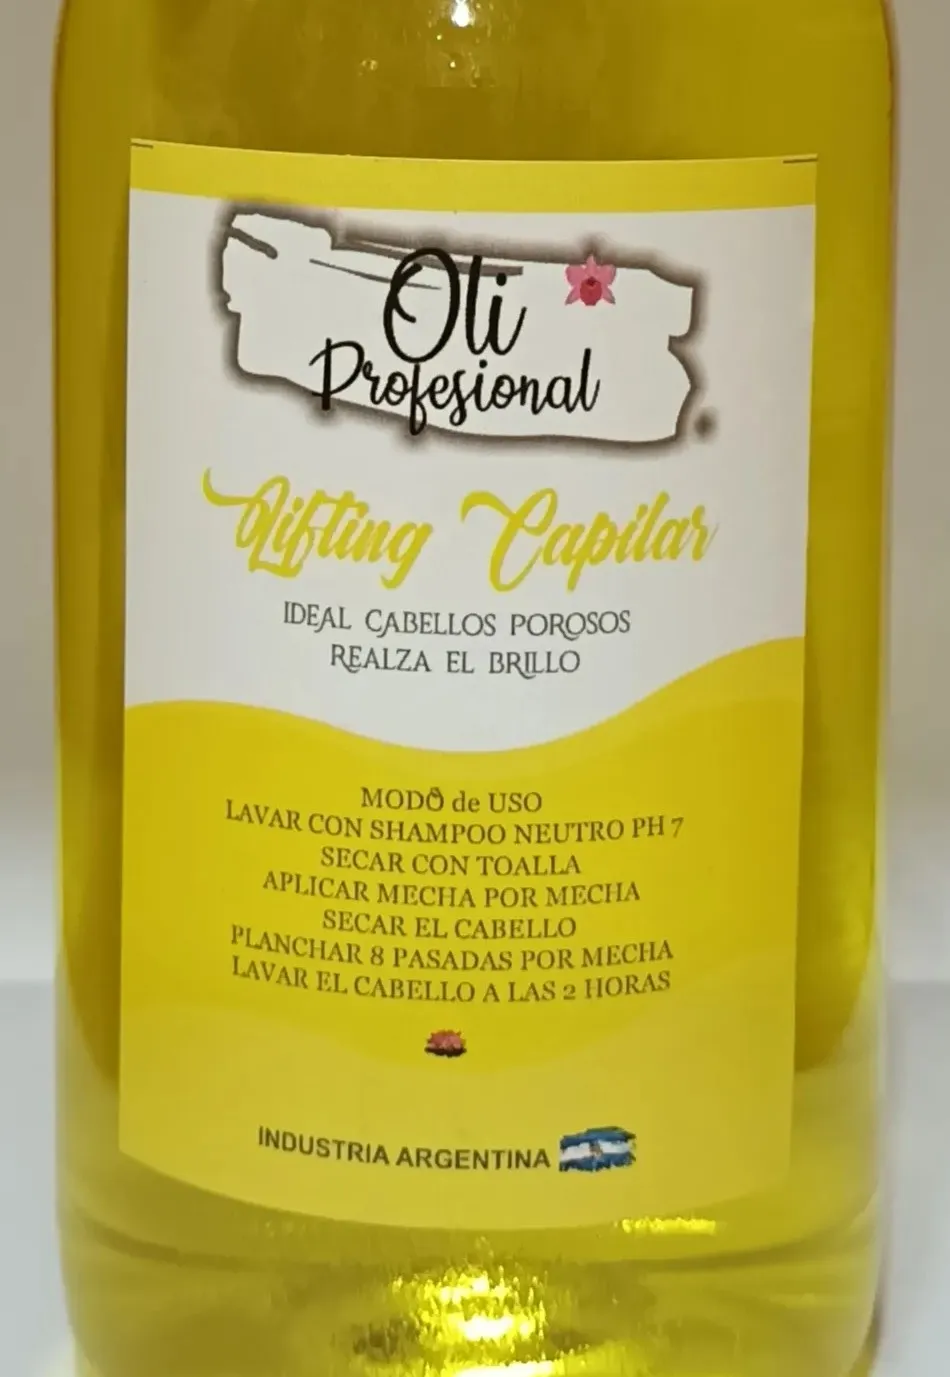 Oli
Profesional
Lifting Capilar
IDEAL CABELLOS POROSOS
REALZA EL BRILLO
MODO de USO
LAVAR CON SHAMPOO NEUTRO PH 7
SECAR CON TOALLA
APLICAR MECHA POR MECHA
SECAR EL CABELLO
PLANCHAR 8 PASADAS POR MECHA
LAVAR EL CABELLO A LAS 2 HORAS
INDUSTRIA ARGENTINA